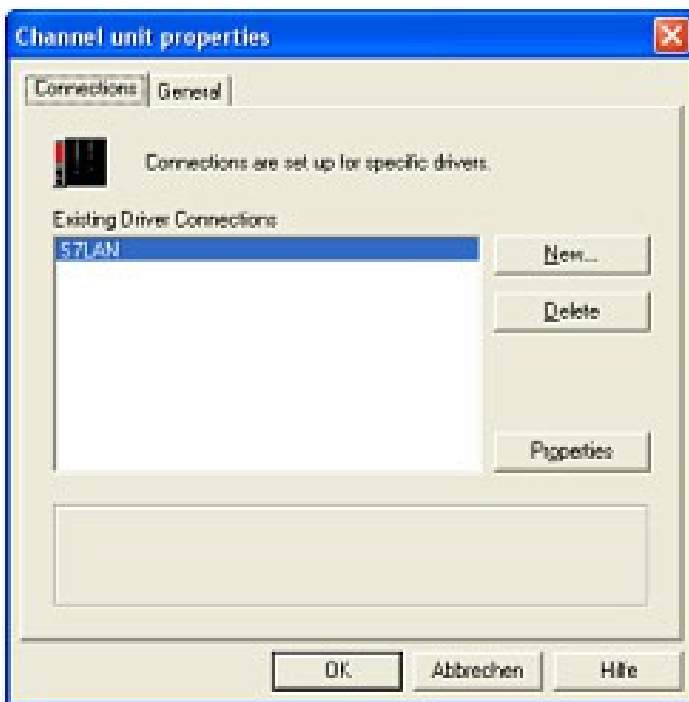 Channel unit properties
Connections
General
Connections are set up for specific drivers.
Existing Driver Connections
S7LAN
New...
Delete
Properties
OK
Abbrechen
Hilfe